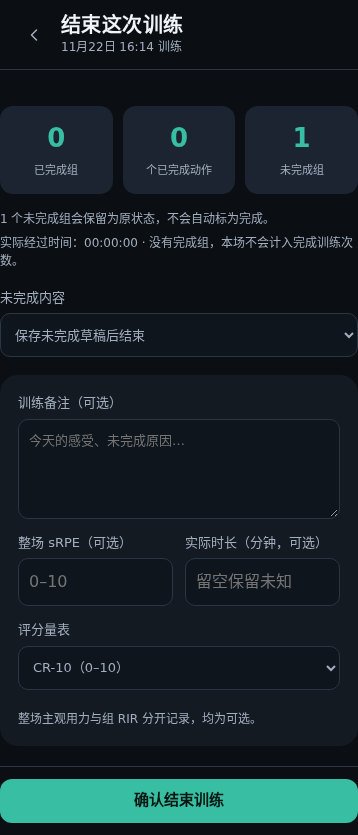 结束这次训练
11月22日 16:14 训练
0
0
1
已完成组
个已完成动作
未完成组
1 个未完成组会保留为原状态，不会自动标为完成。
实际经过时间：00:00:00 · 没有完成组，本场不会计入完成训练次
数。
未完成内容
保存未完成草稿后结束
训练备注（可选）
今天的感受、未完成原因…
整场 sRPE（可选）
实际时长（分钟，可选）
0–10
留空保留未知
评分量表
CR-10（0–10）
整场主观用力与组 RIR 分开记录，均为可选。
确认结束训练